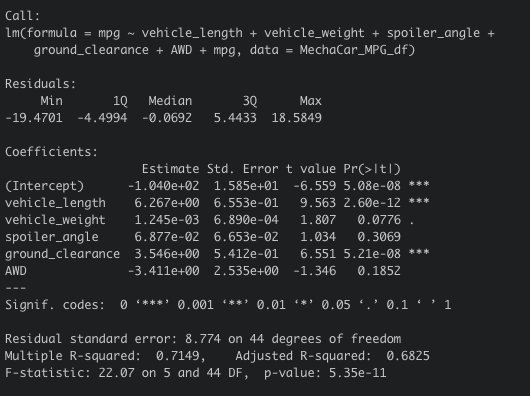 Call:
lm(formula = mpg ~ vehicle_length + vehicle_weight + spoiler_angle +
    ground_clearance + AWD + mpg, data = MechaCar_MPG_df)

Residuals:
     Min       1Q   Median       3Q      Max
-19.4701  -4.4994  -0.0692   5.4433  18.5849

Coefficients:
                   Estimate Std. Error t value Pr(>|t|)
(Intercept)      -1.040e+02  1.585e+01  -6.559 5.08e-08 ***
vehicle_length    6.267e+00  6.553e-01   9.563 2.60e-12 ***
vehicle_weight    1.245e-03  6.890e-04   1.807   0.0776 .
spoiler_angle     6.877e-02  6.653e-02   1.034   0.3069
ground_clearance  3.546e+00  5.412e-01   6.551 5.21e-08 ***
AWD              -3.411e+00  2.535e+00  -1.346   0.1852
---
Signif. codes:  0 ‘***’ 0.001 ‘**’ 0.01 ‘*’ 0.05 ‘.’ 0.1 ‘ ’ 1

Residual standard error: 8.774 on 44 degrees of freedom
Multiple R-squared:  0.7149,    Adjusted R-squared:  0.6825
F-statistic: 22.07 on 5 and 44 DF,  p-value: 5.35e-11